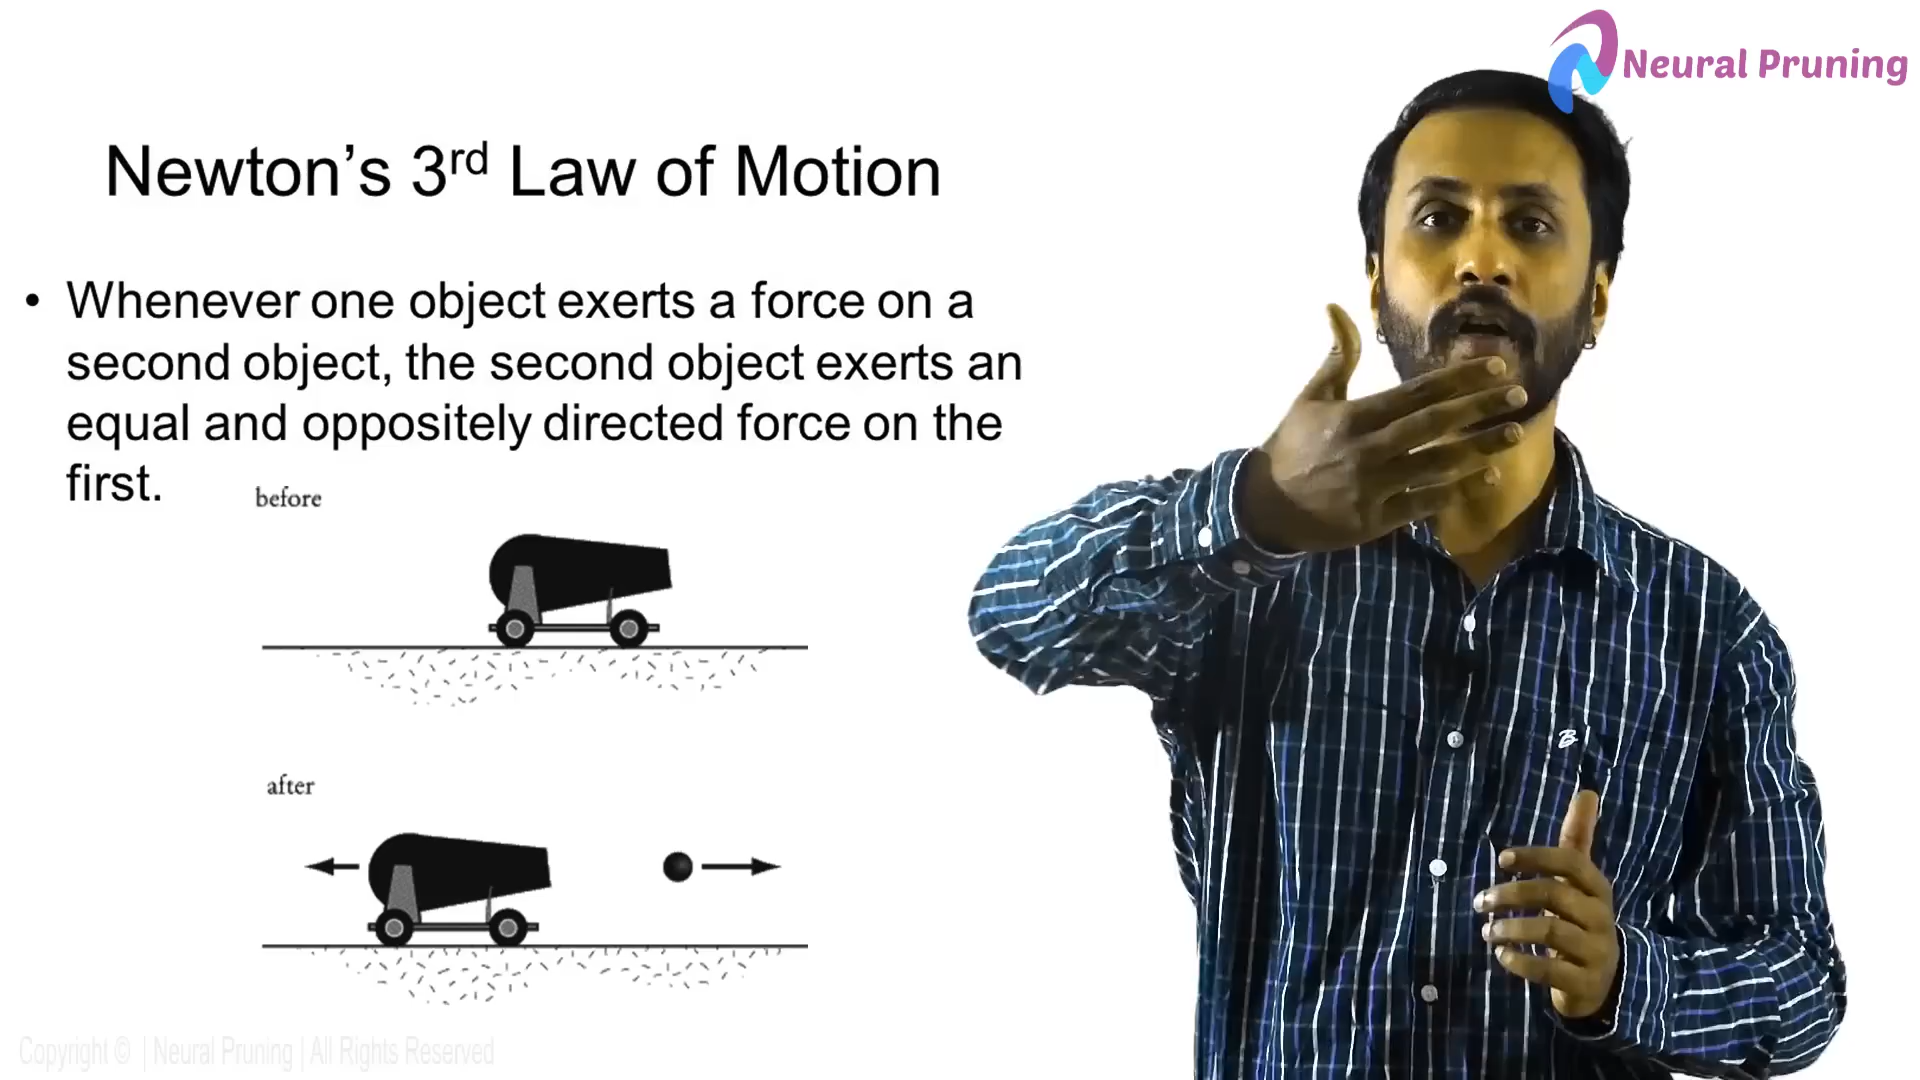 Neural Pruning
Newton’s 3rd Law of Motion
• Whenever one object exerts a force on a
second object, the second object exerts an
equal and oppositely directed force on the
first.
before
after
B
Copyright © | Neural Pruning | All Rights Reserved